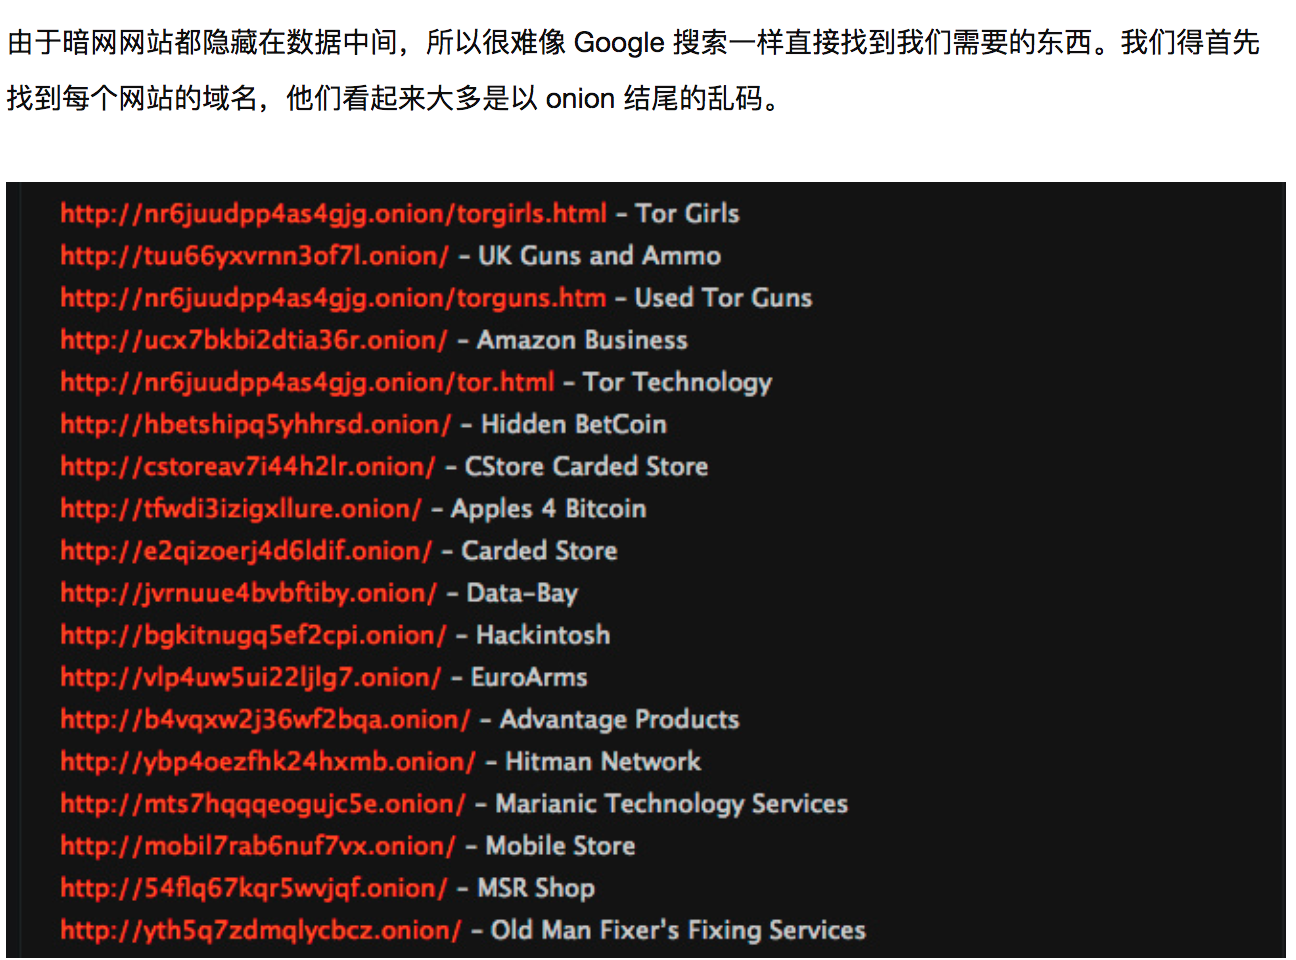 由于暗网网站都隐藏在数据中间，所以很难像 Google 搜索一样直接找到我们需要的东西。我们得首先
找到每个网站的域名，他们看起来大多是以 onion 结尾的乱码。
http://nr6juudpp4as4gjg.onion/torgirls.html – Tor Girls
http://tuu66yxvrnn3of7l.onion/ – UK Guns and Ammo
http://nr6juudpp4as4gjg.onion/torguns.htm – Used Tor Guns
http://ucx7bkbi2dtia36r.onion/ – Amazon Business
http://nr6juudpp4as4gjg.onion/tor.html – Tor Technology
http://hbetshipq5yhhrsd.onion/ – Hidden BetCoin
http://cstoreav7i44h2lr.onion/ – CStore Carded Store
http://tfwdi3izigxllure.onion/ – Apples 4 Bitcoin
http://e2qizoerj4d6ldif.onion/ – Carded Store
http://jvrnuue4bvbftiby.onion/ – Data-Bay
http://bgkitnugq5ef2cpi.onion/ – Hackintosh
http://vlp4uw5ui22ljlg7.onion/ – EuroArms
http://b4vqxw2j36wf2bqa.onion/ – Advantage Products
http://ybp4oezfhk24hxmb.onion/ – Hitman Network
http://mts7hqqqeogujc5e.onion/ – Marianic Technology Services
http://mobil7rab6nuf7vx.onion/ – Mobile Store
http://54flq67kqr5wvjqf.onion/ – MSR Shop
http://yth5q7zdmqlycbcz.onion/ – Old Man Fixer's Fixing Services